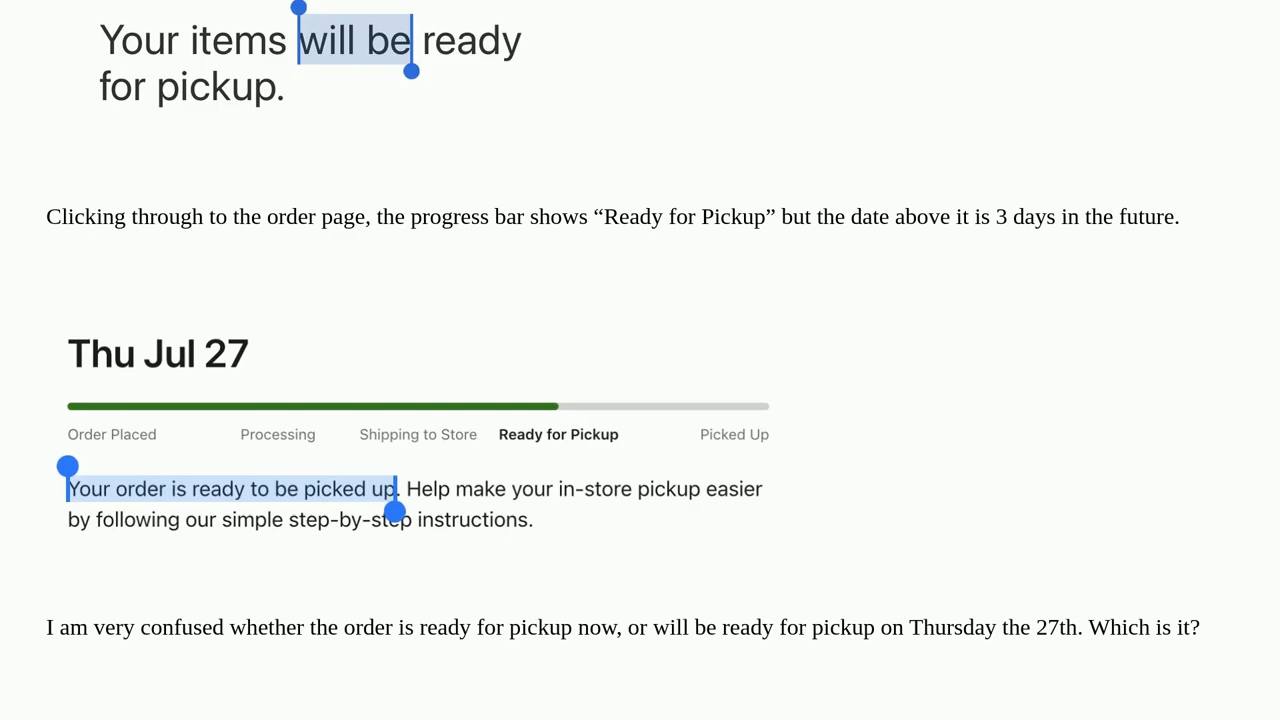 Your items will be ready
for pickup.
Clicking through to the order page, the progress bar shows “Ready for Pickup” but the date above it is 3 days in the future.
Thu Jul 27
Order Placed Processing Shipping to Store Ready for Pickup Picked Up
Your order is ready to be picked up. Help make your in-store pickup easier
by following our simple step-by-step instructions.
I am very confused whether the order is ready for pickup now, or will be ready for pickup on Thursday the 27th. Which is it?